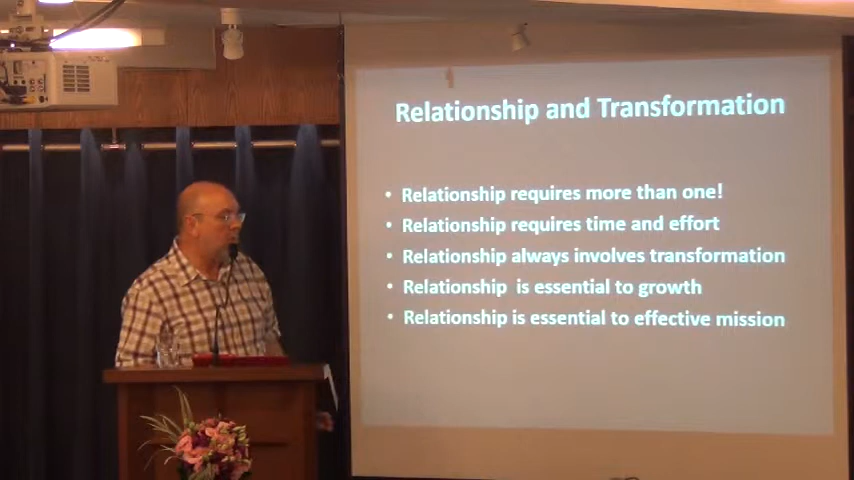 Relationship and Transformation
• Relationship requires more than one!
• Relationship requires time and effort
• Relationship always involves transformation
• Relationship is essential to growth
• Relationship is essential to effective mission